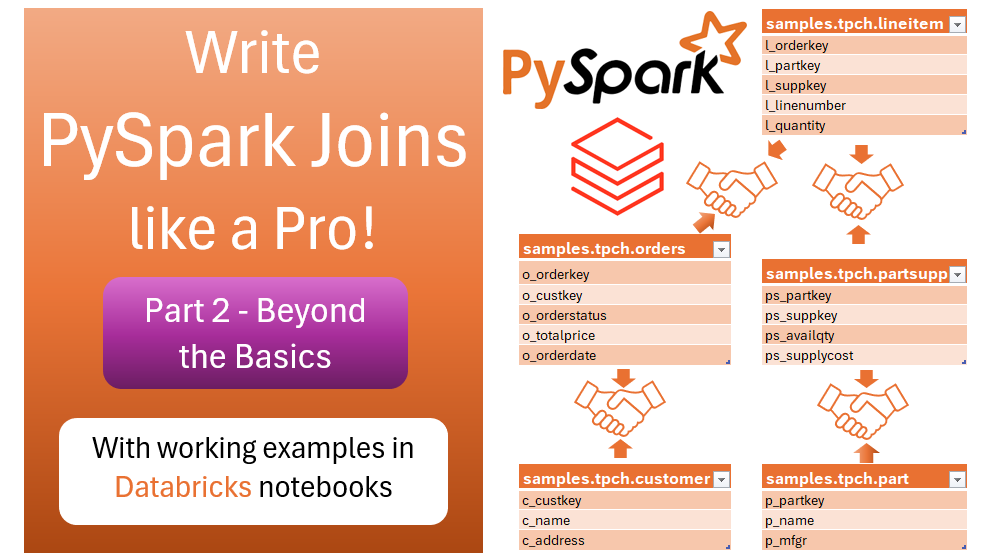 Write
PySpark Joins
like a Pro!
Part 2 - Beyond
the Basics
With working examples in
Databricks notebooks
PySpark
samples.tpch.lineitem
l_orderkey
l_partkey
l_suppkey
l_linenumber
l_quantity
samples.tpch.orders
o_orderkey
o_custkey
o_orderstatus
o_totalprice
o_orderdate
samples.tpch.partsupp
ps_partkey
ps_suppkey
ps_availqty
ps_supplycost
samples.tpch.customer
c_custkey
c_name
c_address
samples.tpch.part
p_partkey
p_name
p_mfgr